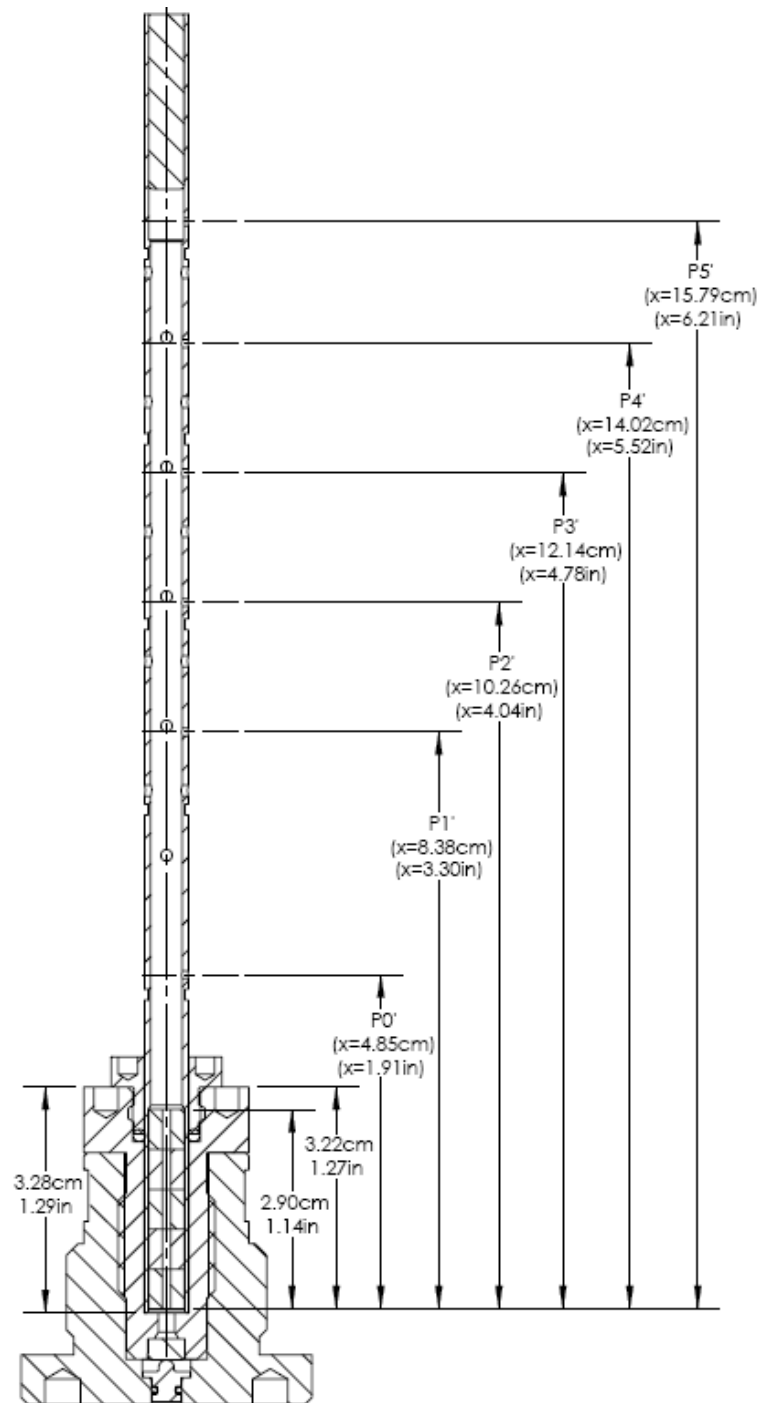 P5'
(x=15.79cm)
(x=6.21in)
P4'
(x=14.02cm)
(x=5.52in)
P3'
(x=12.14cm)
(x=4.78in)
P2'
(x=10.26cm)
(x=4.04in)
P1'
(x=8.38cm)
(x=3.30in)
P0'
(x=4.85cm)
(x=1.91in)
3.22cm
1.27in
3.28cm
1.29in
2.90cm
1.14in